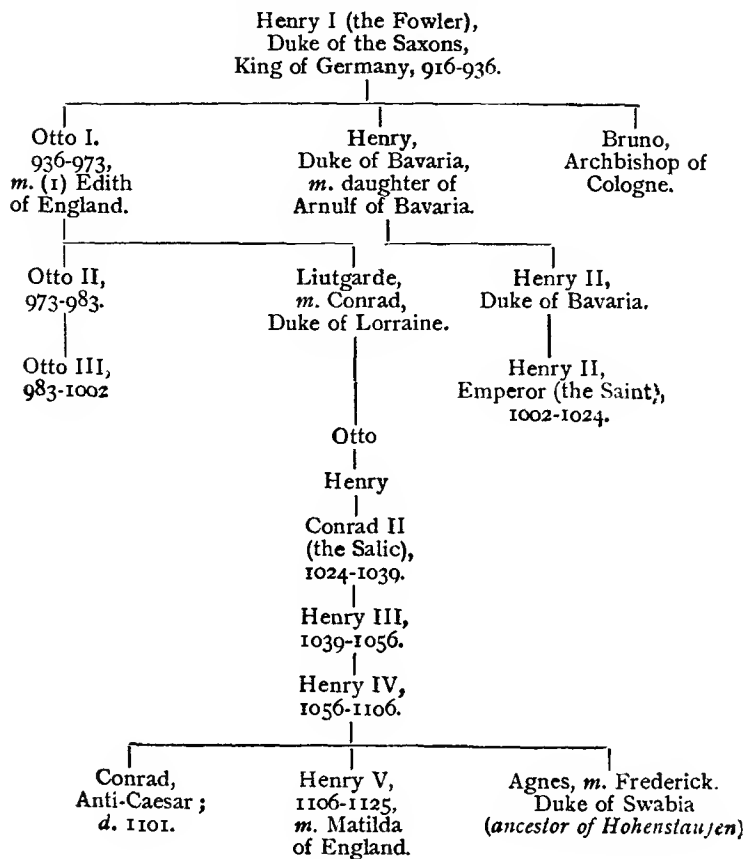 Henry I (the Fowler),
Duke of the Saxons,
King of Germany, 916-936.
Otto I.
936-973,
m. (1) Edith
of England.
Henry,
Duke of Bavaria,
m. daughter of
Arnulf of Bavaria.
Bruno,
Archbishop of
Cologne.
Otto II,
973-983.
Liutgarde,
m. Conrad,
Duke of Lorraine.
Henry II,
Duke of Bavaria.
Otto III,
983-1002
Henry II,
Emperor (the Saint),
1002-1024.
Otto
Henry
Conrad II
(the Salic),
1024-1039.
Henry III,
1039-1056.
Henry IV,
1056-1106.
Conrad,
Anti-Caesar ;
d. 1101.
Henry V,
1106-1125,
m. Matilda
of England.
Agnes, m. Frederick.
Duke of Swabia
(ancestor of Hohenstaufen)